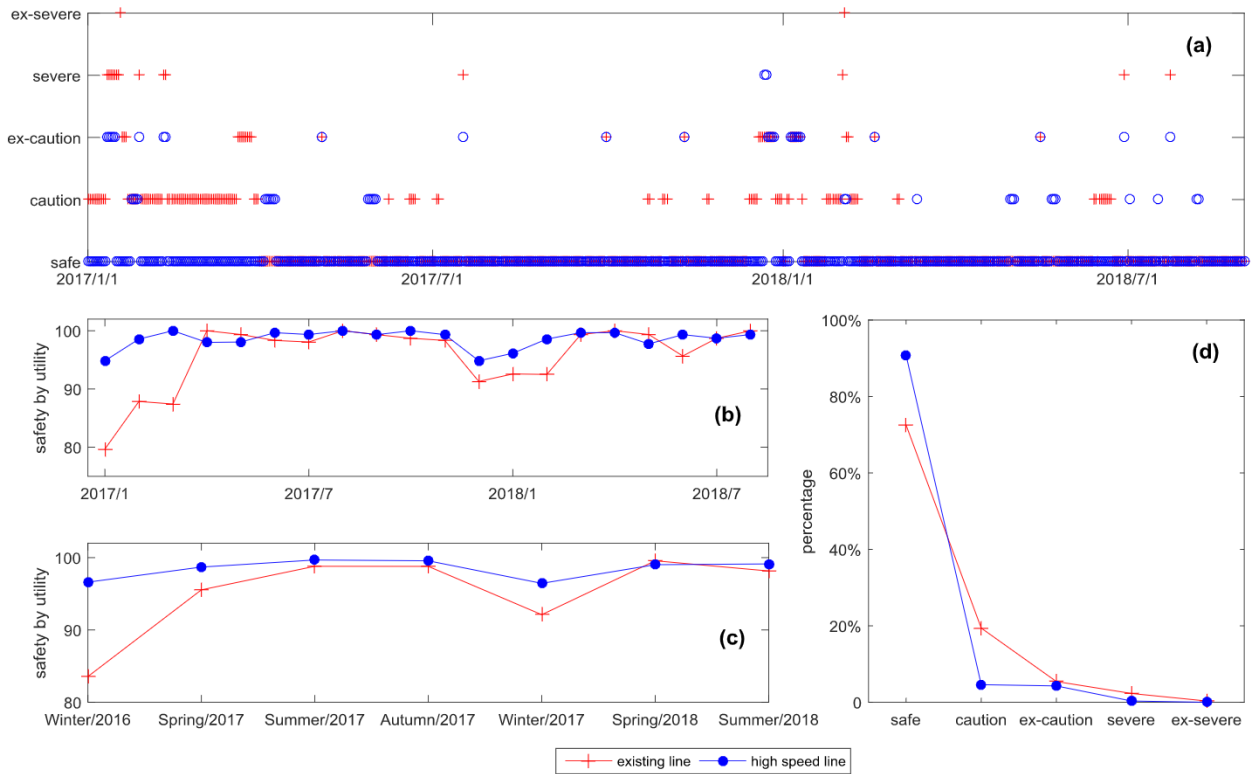 ex-severe
(a)
severe
ex-caution
caution
safe
2017/1/1
2017/7/1
2018/1/1
2018/7/1
safety by utility
100
90
80
(b)
2017/1
2017/7
2018/1
2018/7
safety by utility
100
90
80
(c)
Winter/2016
Spring/2017
Summer/2017
Autumn/2017
Winter/2017
Spring/2018
Summer/2018
percentage
100%
80%
60%
40%
20%
0
(d)
safe
caution
ex-caution
severe
ex-severe
existing line
high speed line